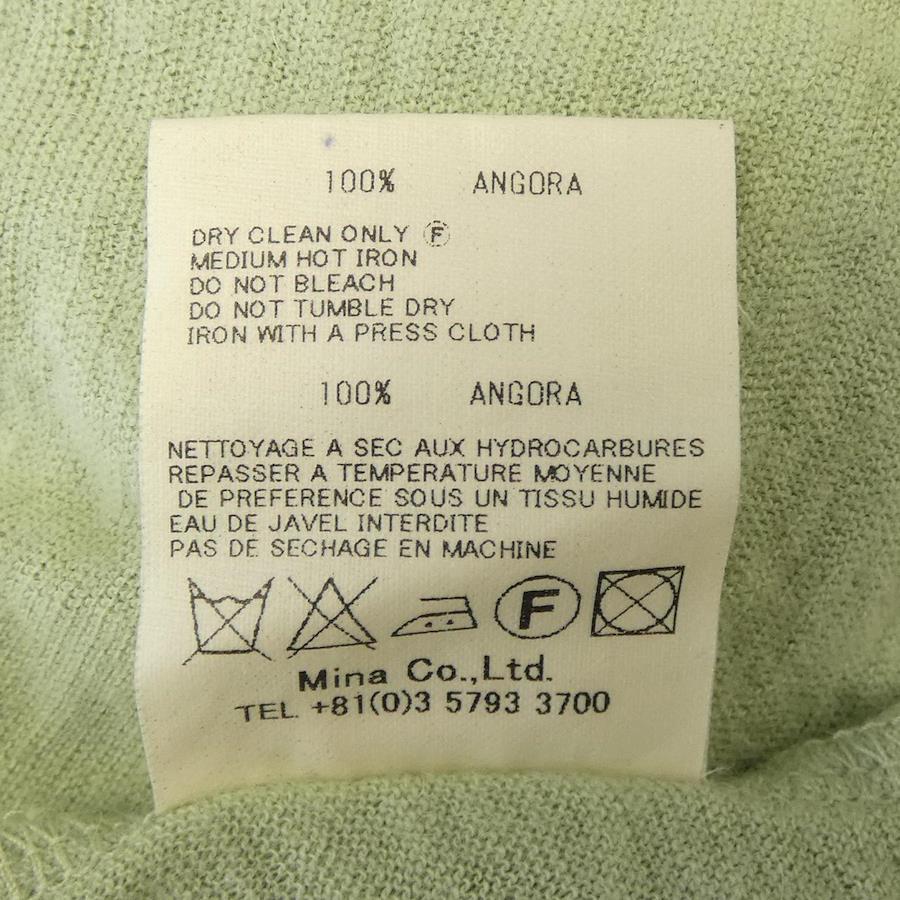 100% ANGORA
DRY CLEAN ONLY F
MEDIUM HOT IRON
DO NOT BLEACH
DO NOT TUMBLE DRY
IRON WITH A PRESS CLOTH
100% ANGORA
NETTOYAGE A SEC AUX HYDROCARBURES
REPASSER A TEMPERATURE MOYENNE
DE PREFERENCE SOUS UN TISSU HUMIDE
EAU DE JAVEL INTERDITE
PAS DE SECHAGE EN MACHINE
F
Mina Co.,Ltd.
TEL. +81(0)3 5793 3700